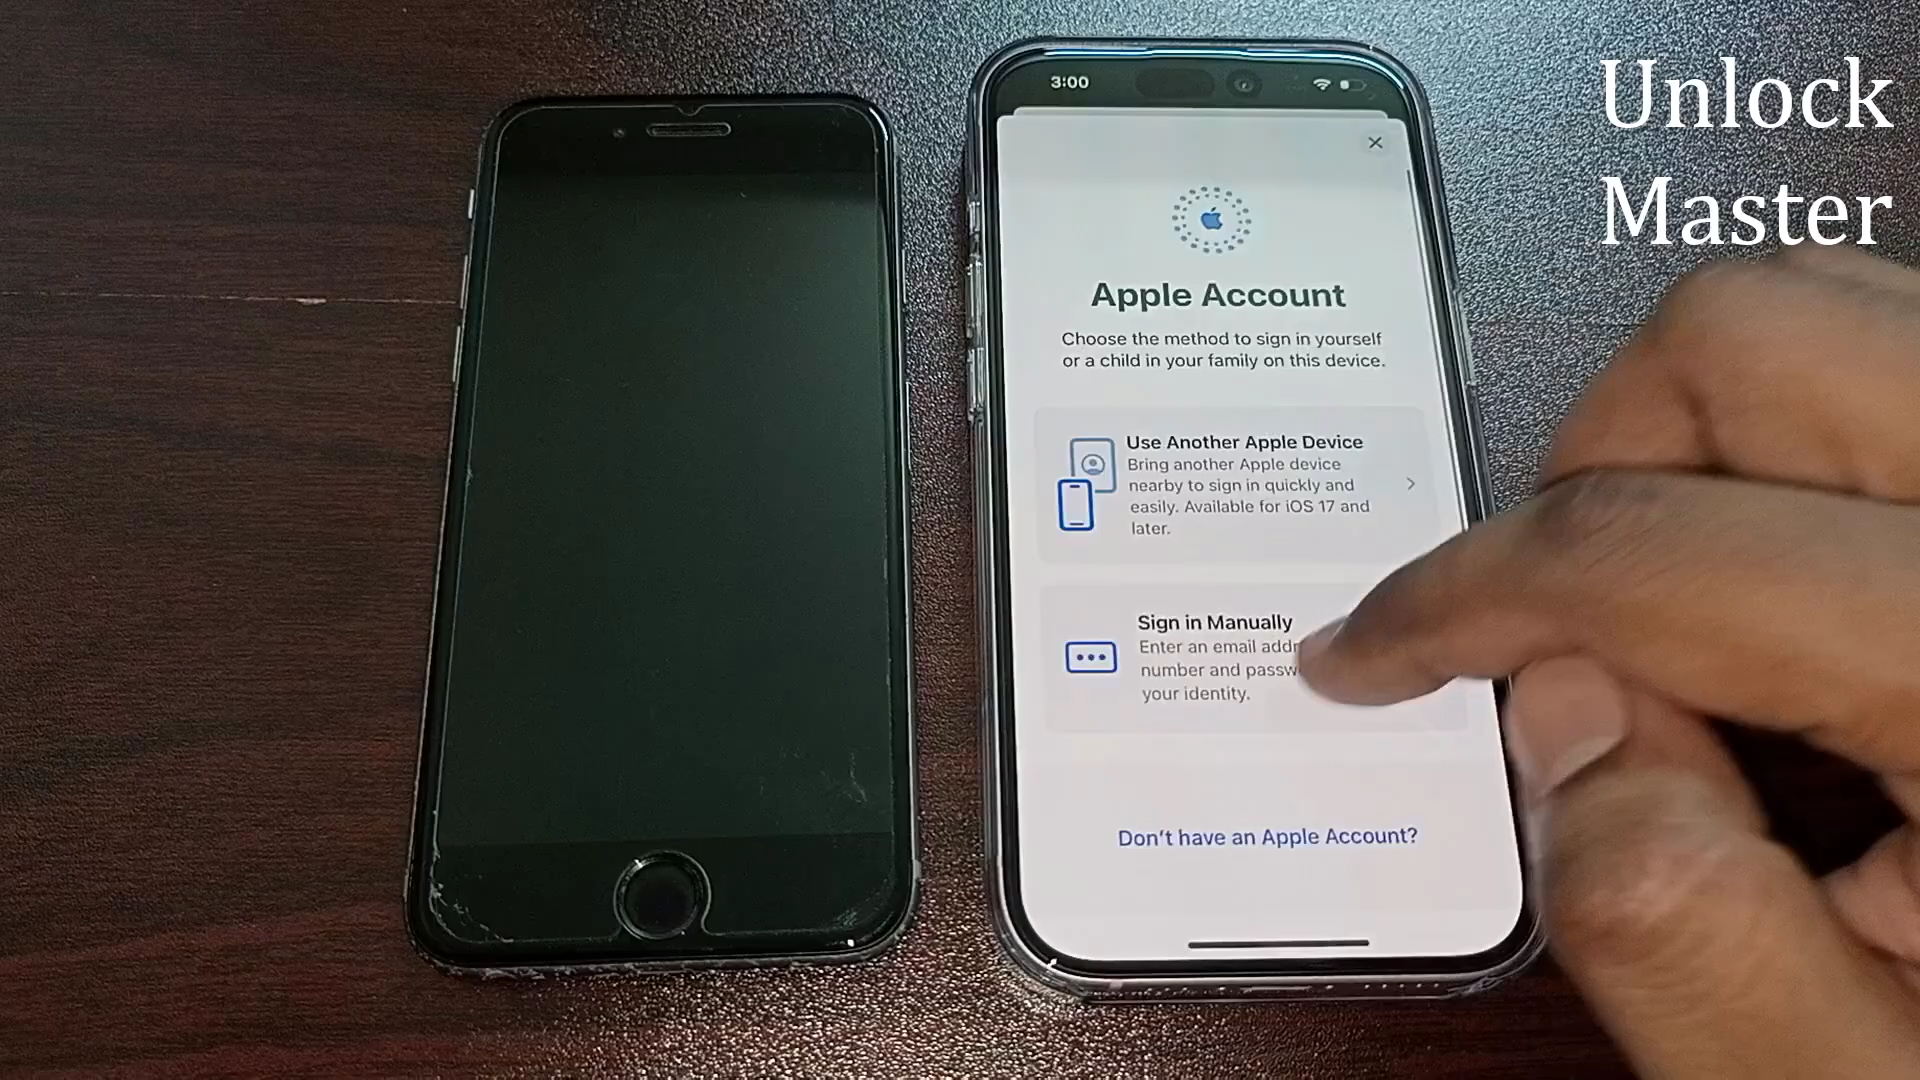 Unlock
Master
3:00
Apple Account
Choose the method to sign in yourself
or a child in your family on this device.
Use Another Apple Device
Bring another Apple device
nearby to sign in quickly and
easily. Available for iOS 17 and
later.
Sign in Manually
Enter an email
number and
your identity.
Don't have an Apple Account?